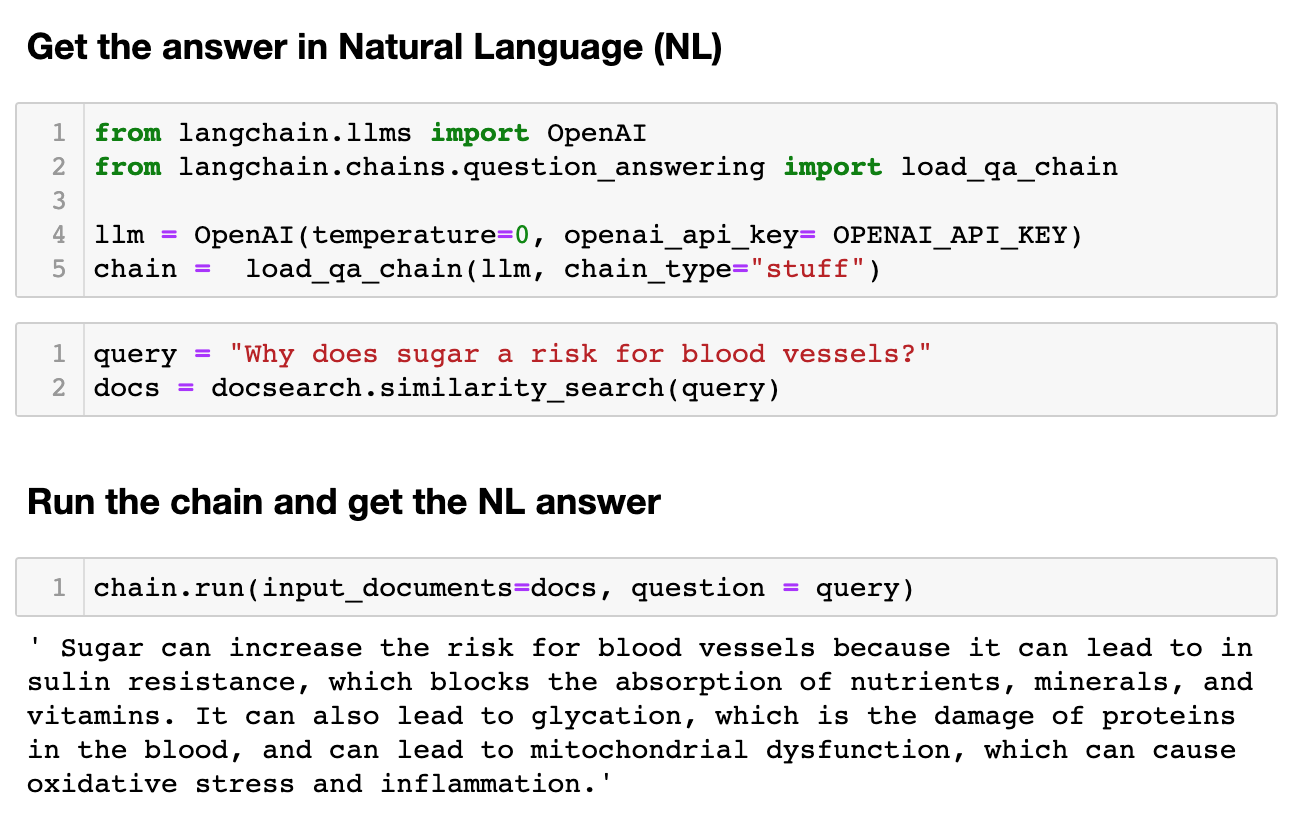 Get the answer in Natural Language (NL)
1 from langchain.llms import OpenAI
2 from langchain.chains.question_answering import load_qa_chain
3
4 llm = OpenAI(temperature=0, openai_api_key= OPENAI_API_KEY)
5 chain =  load_qa_chain(llm, chain_type="stuff")
1 query = "Why does sugar a risk for blood vessels?"
2 docs = docsearch.similarity_search(query)
Run the chain and get the NL answer
1 chain.run(input_documents=docs, question = query)
' Sugar can increase the risk for blood vessels because it can lead to in
sulin resistance, which blocks the absorption of nutrients, minerals, and
vitamins. It can also lead to glycation, which is the damage of proteins
in the blood, and can lead to mitochondrial dysfunction, which can cause
oxidative stress and inflammation.'